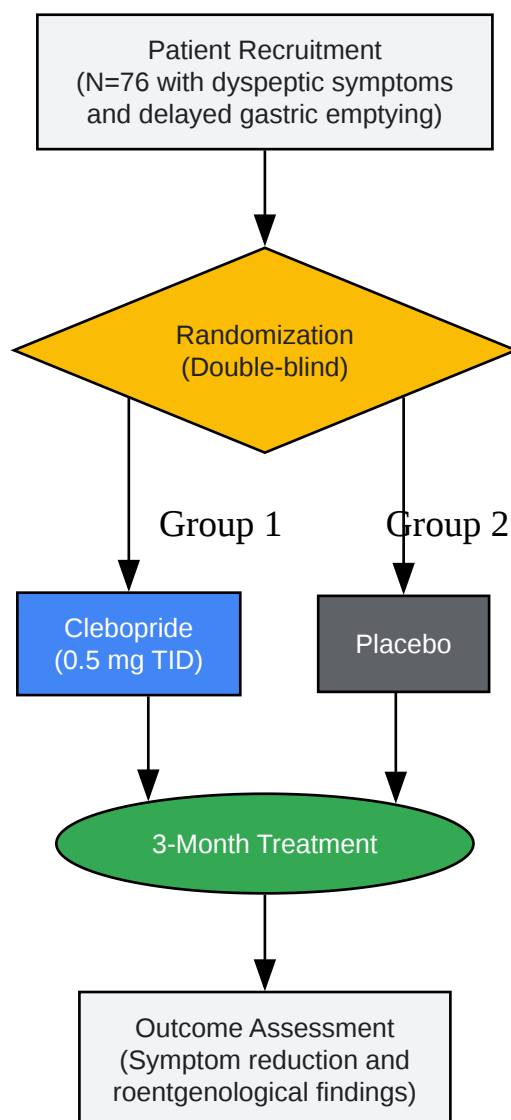 Patient Recruitment
(N=76 with dyspeptic symptoms
and delayed gastric emptying)
Randomization
(Double-blind)
Group 1
Group 2
Clebopride
(0.5 mg TID)
Placebo
3-Month Treatment
Outcome Assessment
(Symptom reduction and
roentgenological findings)